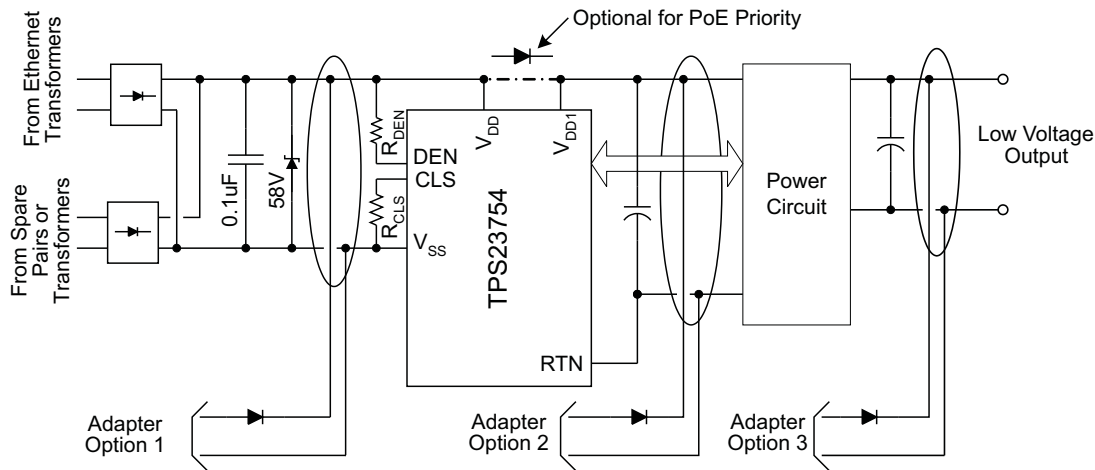 Optional for PoE Priority
From Ethernet
Transformers
From Spare
Pairs or
Transformers
0.1uF
58V
R_DEN
R_CLS
DEN
CLS
V_SS
V_DD
V_DD1
TPS23754
RTN
Power
Circuit
Low Voltage
Output
Adapter
Option 1
Adapter
Option 2
Adapter
Option 3